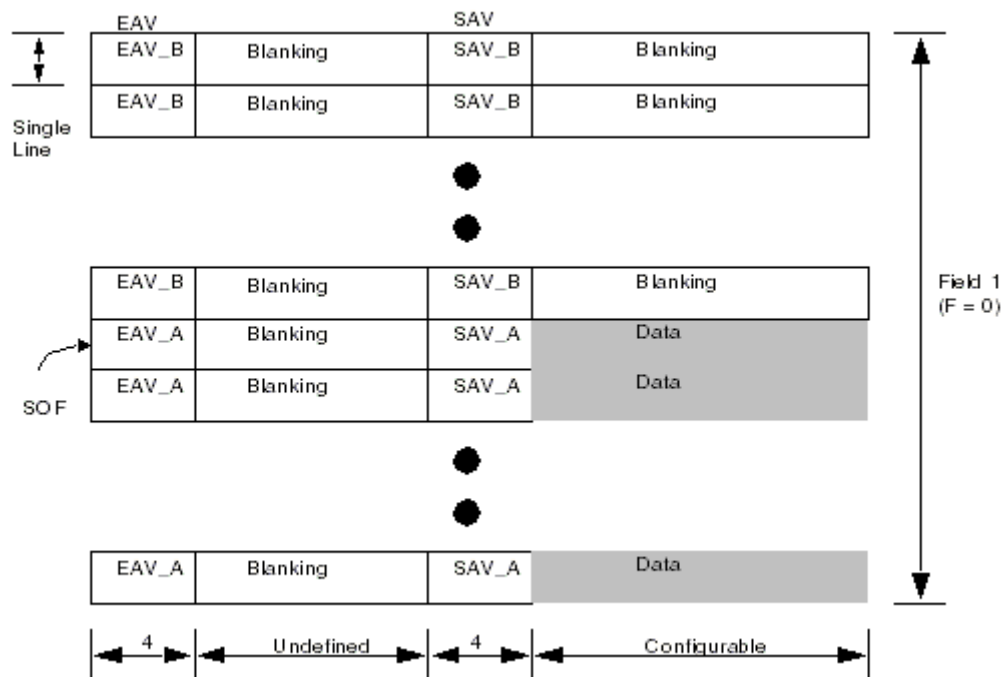 EAV SAV
EAV_B Blanking SAV_B Blanking
EAV_B Blanking SAV_B Blanking
Single
Line
EAV_B Blanking SAV_B Blanking
Field 1
(F = 0)
EAV_A Blanking SAV_A Data
EAV_A Blanking SAV_A Data
SOF
EAV_A Blanking SAV_A Data
4 Undefined 4 Configurable